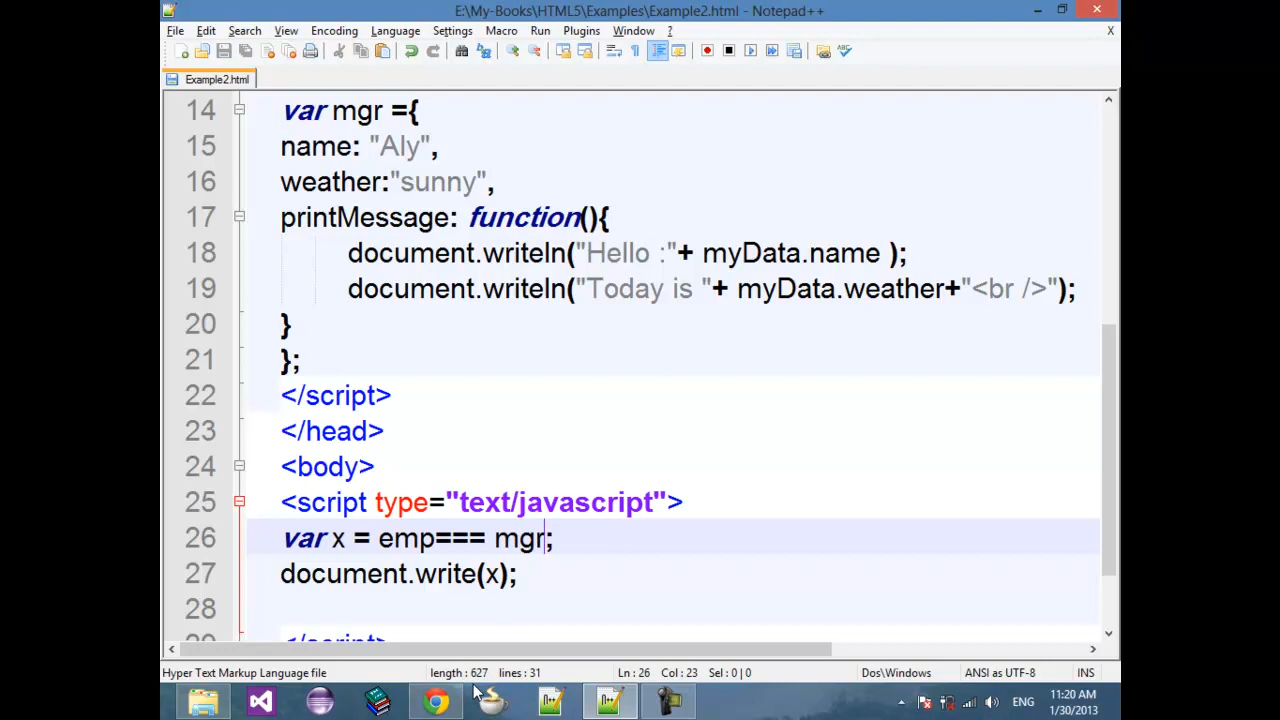 E:\My-Books\HTML5\Examples\Example2.html - Notepad++
File Edit Search View Encoding Language Settings Macro Run Plugins Window ? X
Example2.html
14 var mgr ={
15 name: "Aly",
16 weather:"sunny",
17 printMessage: function(){
18 document.writeln("Hello :"+ myData.name );
19 document.writeln("Today is "+ myData.weather+"<br />");
20 }
21 };
22 </script>
23 </head>
24 <body>
25 <script type="text/javascript">
26 var x = emp=== mgr;
27 document.write(x);
28
29 </script>
Hyper Text Markup Language file length : 627 lines : 31 Ln : 26 Col : 23 Sel : 0 | 0 Dos\Windows ANSI as UTF-8 INS
ENG 11:20 AM
1/30/2013